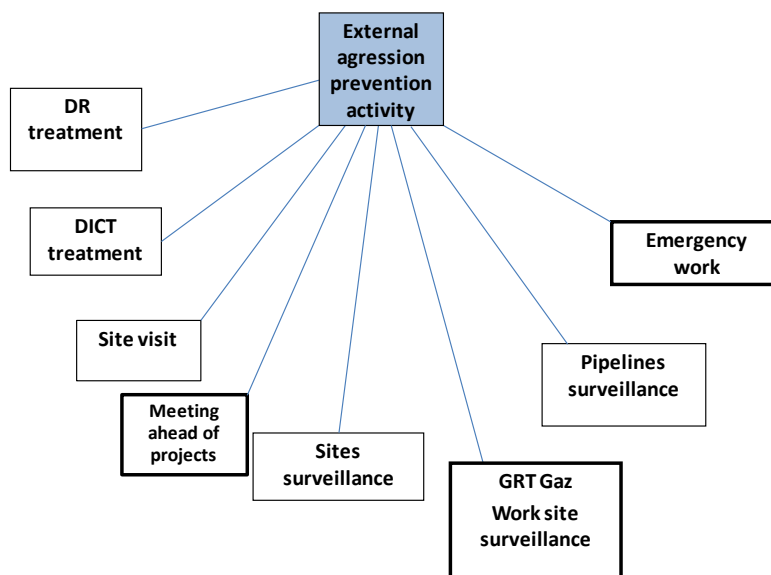 External
agression
prevention
activity
DR
treatment
DICT
treatment
Emergency
work
Site visit
Pipelines
surveillance
Meeting
ahead of
projects
Sites
surveillance
GRT Gaz
Work site
surveillance